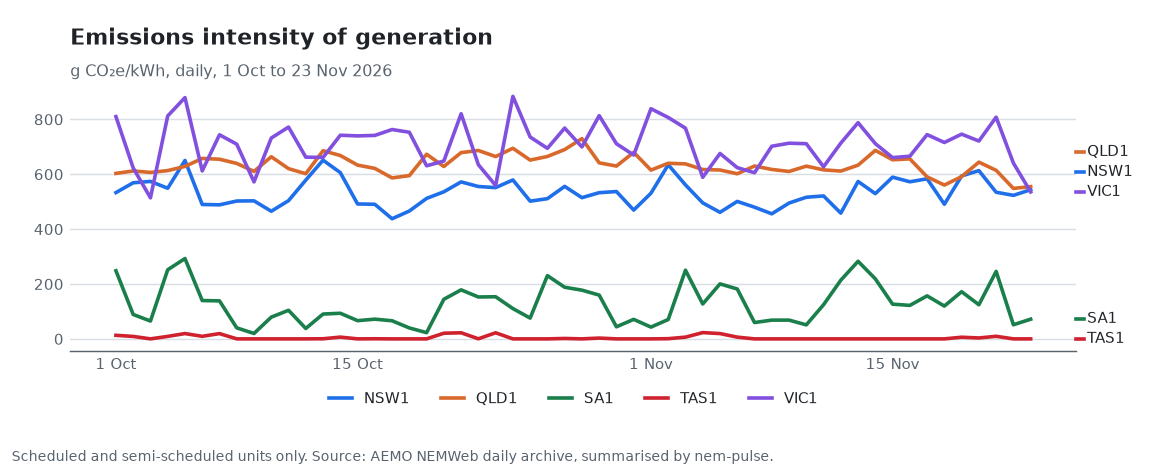 Emissions intensity of generation
g CO₂e/kWh, daily, 1 Oct to 23 Nov 2026
800
600
400
200
0
QLD1
NSW1
VIC1
SA1
TAS1
1 Oct 15 Oct 1 Nov 15 Nov
NSW1 QLD1 SA1 TAS1 VIC1
Scheduled and semi-scheduled units only. Source: AEMO NEMWeb daily archive, summarised by nem-pulse.